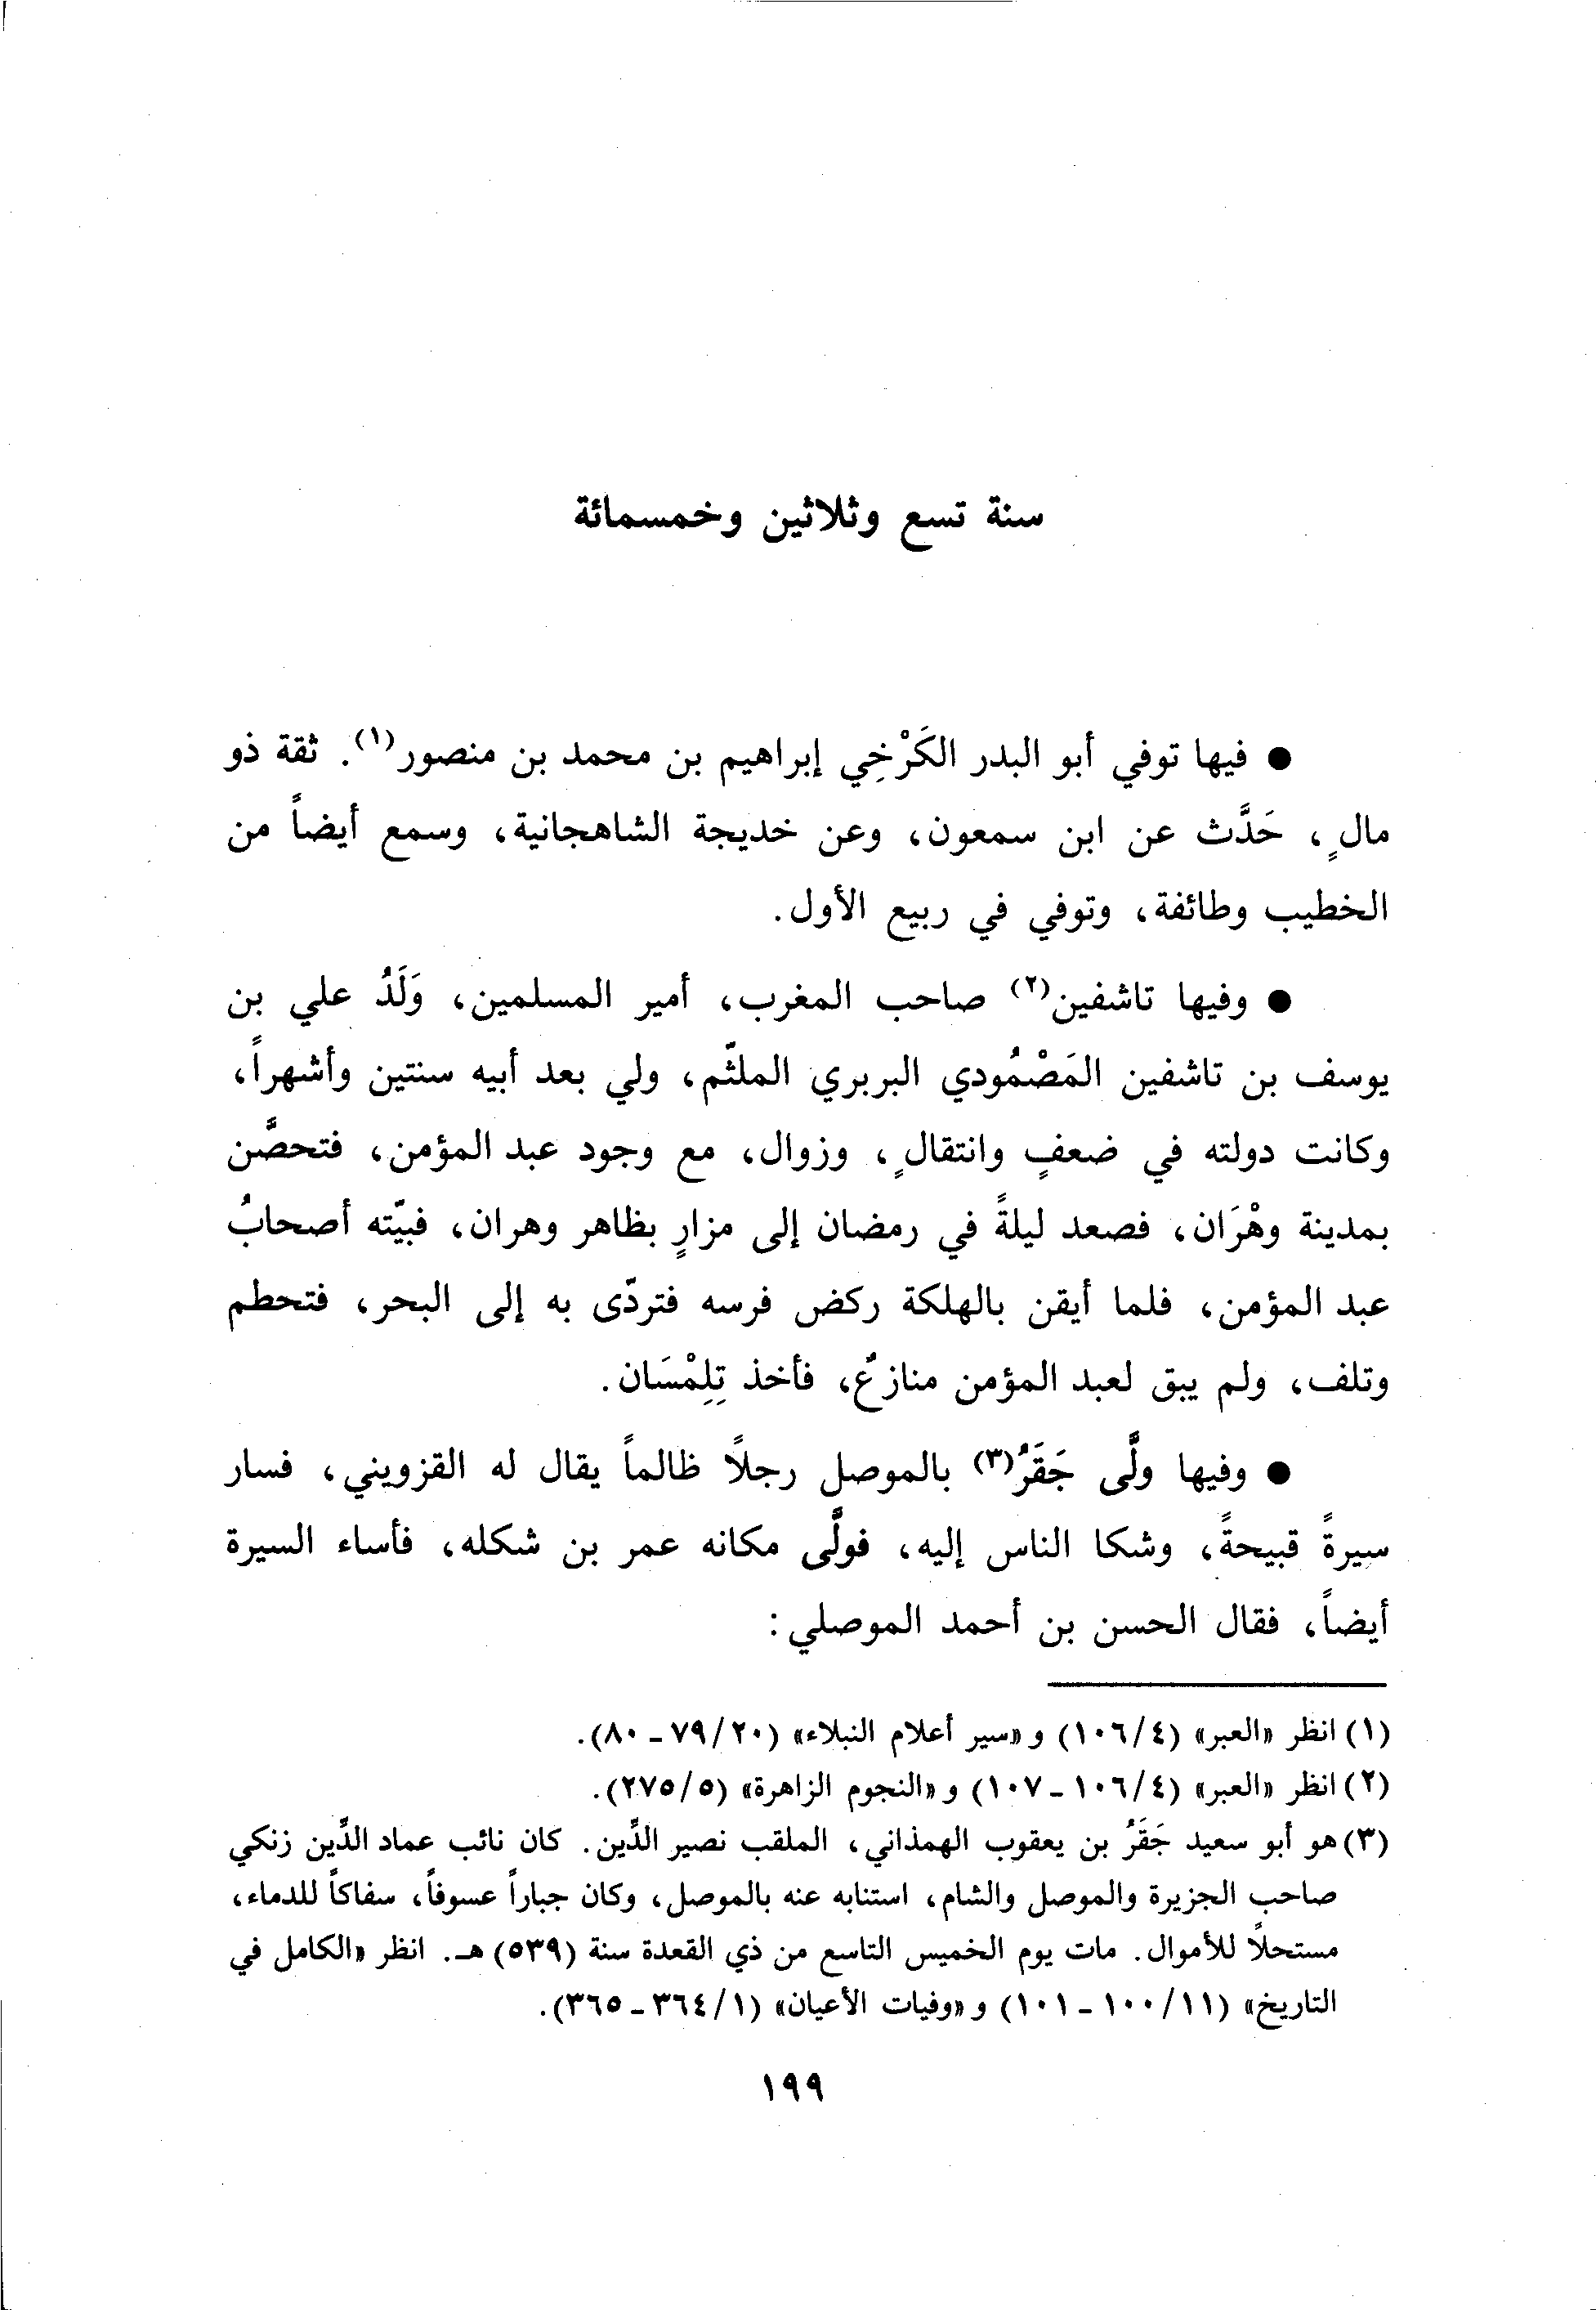 سنة تسع وثلاثين وخمسمائة
● فيها توفي أبو البدر الكَرْخِي إبراهيم بن محمد بن منصور(١). ثقة ذو
مالٍ، حَدَّث عن ابن سمعون، وعن خديجة الشاهجانية، وسمع أيضاً من
الخطيب وطائفة، وتوفي في ربيع الأول.
● وفيها تاشفين(٢) صاحب المغرب، أمير المسلمين، وَلَدُ علي بن
يوسف بن تاشفين المَصْمُودي البربري الملثّم، ولي بعد أبيه سنتين وأشهراً،
وكانت دولته في ضعفٍ وانتقالٍ، وزوال، مع وجود عبد المؤمن، فتحصَّن
بمدينة وهْرَان، فصعد ليلةً في رمضان إلى مزارٍ بظاهر وهران، فبيّته أصحابُ
عبد المؤمن، فلما أيقن بالهلكة ركض فرسه فتردّى به إلى البحر، فتحطم
وتلف، ولم يبق لعبد المؤمن منازعٌ، فأخذ تِلِمْسَان.
● وفيها ولَّى جَقَرُ(٣) بالموصل رجلاً ظالماً يقال له القزويني، فسار
سيرةً قبيحةً، وشكا الناس إليه، فولَّى مكانه عمر بن شكله، فأساء السيرة
أيضاً، فقال الحسن بن أحمد الموصلي:
(١) انظر «العبر» (٤/١٠٦) و«سير أعلام النبلاء» (٢٠/٧٩ ـ ٨٠).
(٢) انظر «العبر» (٤/١٠٦ ـ ١٠٧) و«النجوم الزاهرة» (٥/٢٧٥).
(٣) هو أبو سعيد جَقَرُ بن يعقوب الهمذاني، الملقب نصير الدِّين. كان نائب عماد الدِّين زنكي
صاحب الجزيرة والموصل والشام، استنابه عنه بالموصل، وكان جباراً عسوفاً، سفاكاً للدماء،
مستحلاً للأموال. مات يوم الخميس التاسع من ذي القعدة سنة (٥٣٩) هـ. انظر «الكامل في
التاريخ» (١١/١٠٠ ـ ١٠١) و«وفيات الأعيان» (١/٣٦٤ ـ ٣٦٥).
١٩٩